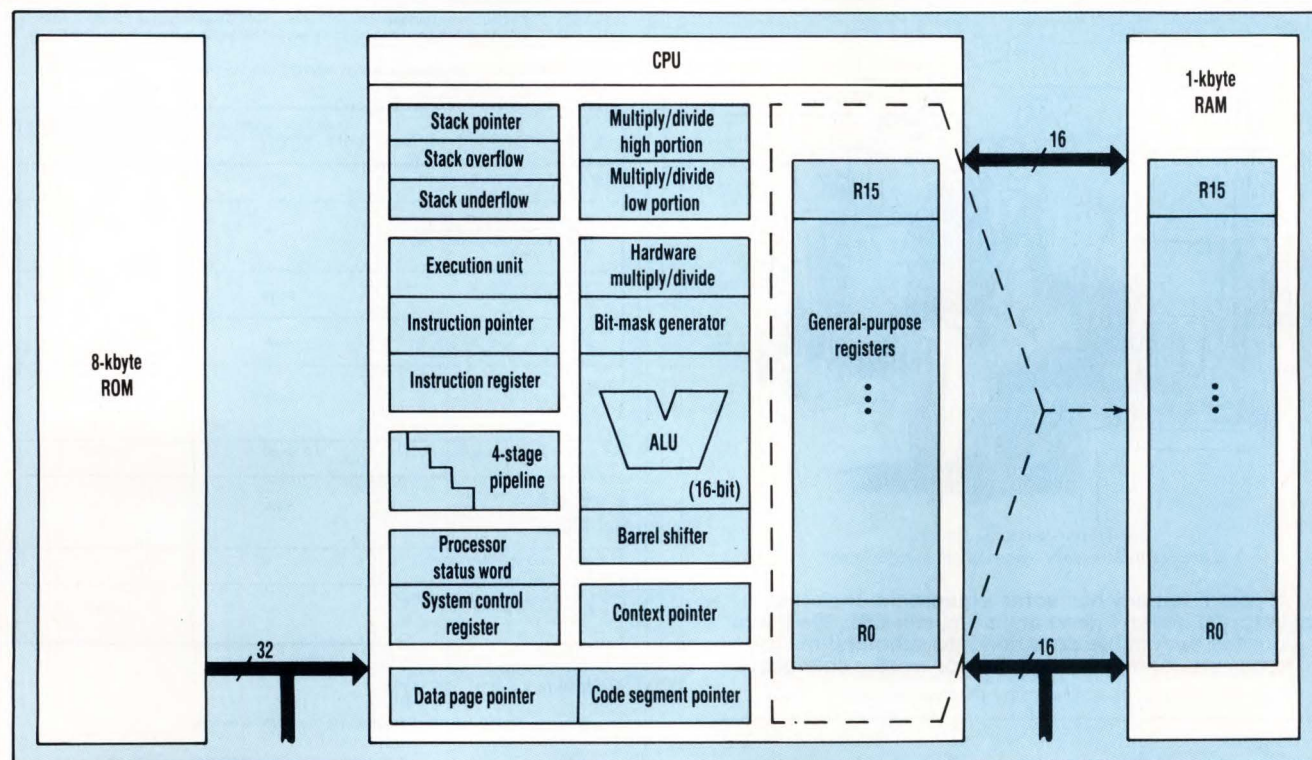 CPU
8-kbyte
ROM
32
Stack pointer
Stack overflow
Stack underflow
Execution unit
Instruction pointer
Instruction register
4-stage
pipeline
Processor
status word
System control
register
Data page pointer
Code segment pointer
Multiply/divide
high portion
Multiply/divide
low portion
Hardware
multiply/divide
Bit-mask generator
ALU
(16-bit)
Barrel shifter
Context pointer
R15
General-purpose
registers
R0
16
16
1-kbyte
RAM
R15
R0